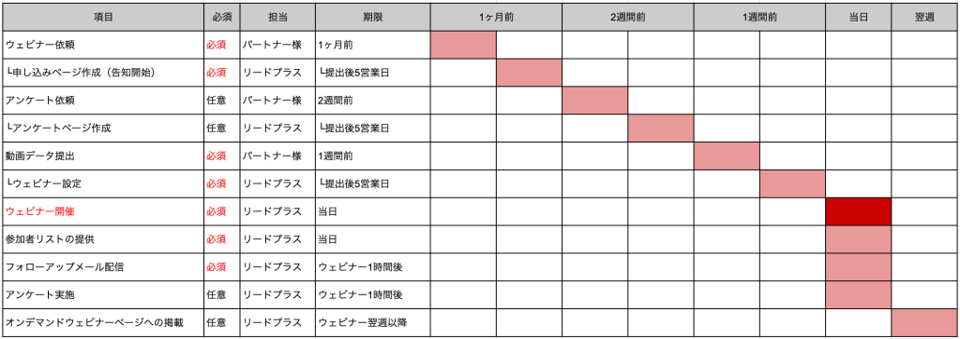 項目 必須 担当 期限 1ヶ月前 2週間前 1週間前 当日 翌週
ウェビナー依頼 必須 パートナー様 1ヶ月前
└申し込みページ作成（告知開始） 必須 リードプラス └提出後5営業日
アンケート依頼 任意 パートナー様 2週間前
└アンケートページ作成 任意 リードプラス └提出後5営業日
動画データ提出 必須 パートナー様 1週間前
└ウェビナー設定 必須 リードプラス └提出後5営業日
ウェビナー開催 必須 リードプラス 当日
参加者リストの提供 必須 リードプラス 当日
フォローアップメール配信 必須 リードプラス ウェビナー1時間後
アンケート実施 任意 リードプラス ウェビナー1時間後
オンデマンドウェビナーページへの掲載 任意 リードプラス ウェビナー翌週以降